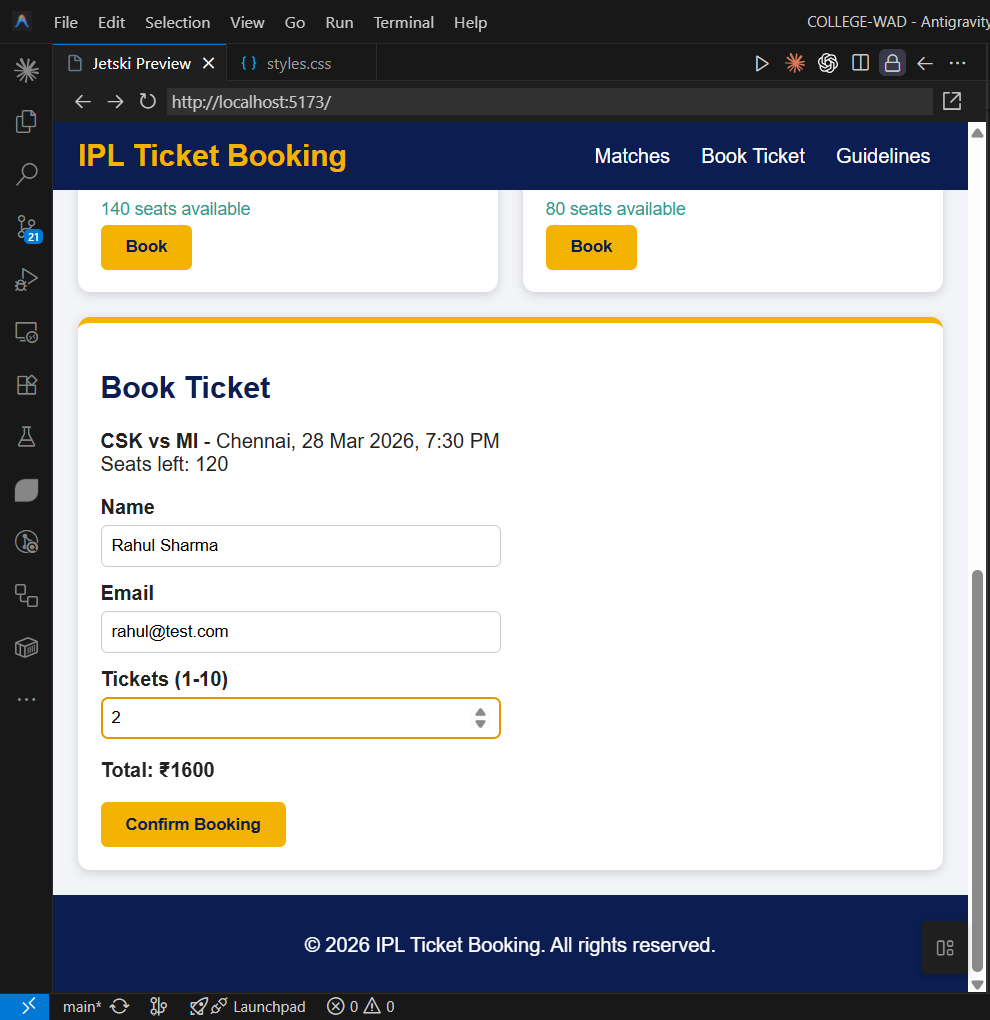 File Edit Selection View Go Run Terminal Help
COLLEGE-WAD - Antigravity
Jetski Preview
{ } styles.css
http://localhost:5173/
IPL Ticket Booking
Matches Book Ticket Guidelines
140 seats available
Book
80 seats available
Book
21
Book Ticket
CSK vs MI - Chennai, 28 Mar 2026, 7:30 PM
Seats left: 120
Name
Rahul Sharma
Email
rahul@test.com
Tickets (1-10)
2
Total: ₹1600
Confirm Booking
© 2026 IPL Ticket Booking. All rights reserved.
main* Launchpad 0 0